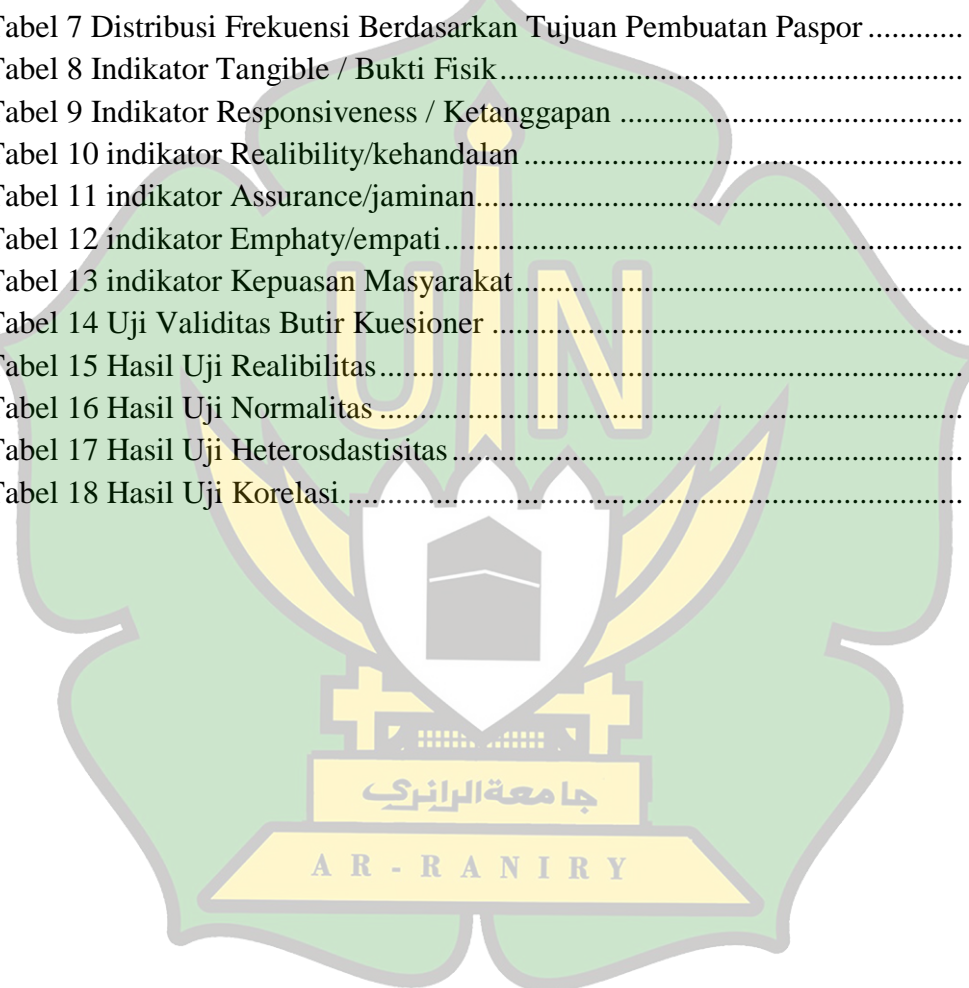 Tabel 7 Distribusi Frekuensi Berdasarkan Tujuan Pembuatan Paspor ............
Tabel 8 Indikator Tangible / Bukti Fisik...........................................................
Tabel 9 Indikator Responsiveness / Ketanggapan ...........................................
Tabel 10 indikator Realibility/kehandalan ........................................................
Tabel 11 indikator Assurance/jaminan..............................................................
Tabel 12 indikator Emphaty/empati..................................................................
Tabel 13 indikator Kepuasan Masyarakat.........................................................
Tabel 14 Uji Validitas Butir Kuesioner ............................................................
Tabel 15 Hasil Uji Realibilitas..........................................................................
Tabel 16 Hasil Uji Normalitas ..........................................................................
Tabel 17 Hasil Uji Heterosdastisitas.................................................................
Tabel 18 Hasil Uji Korelasi...............................................................................
UIN
جامعة الرانري
AR-RANIRY